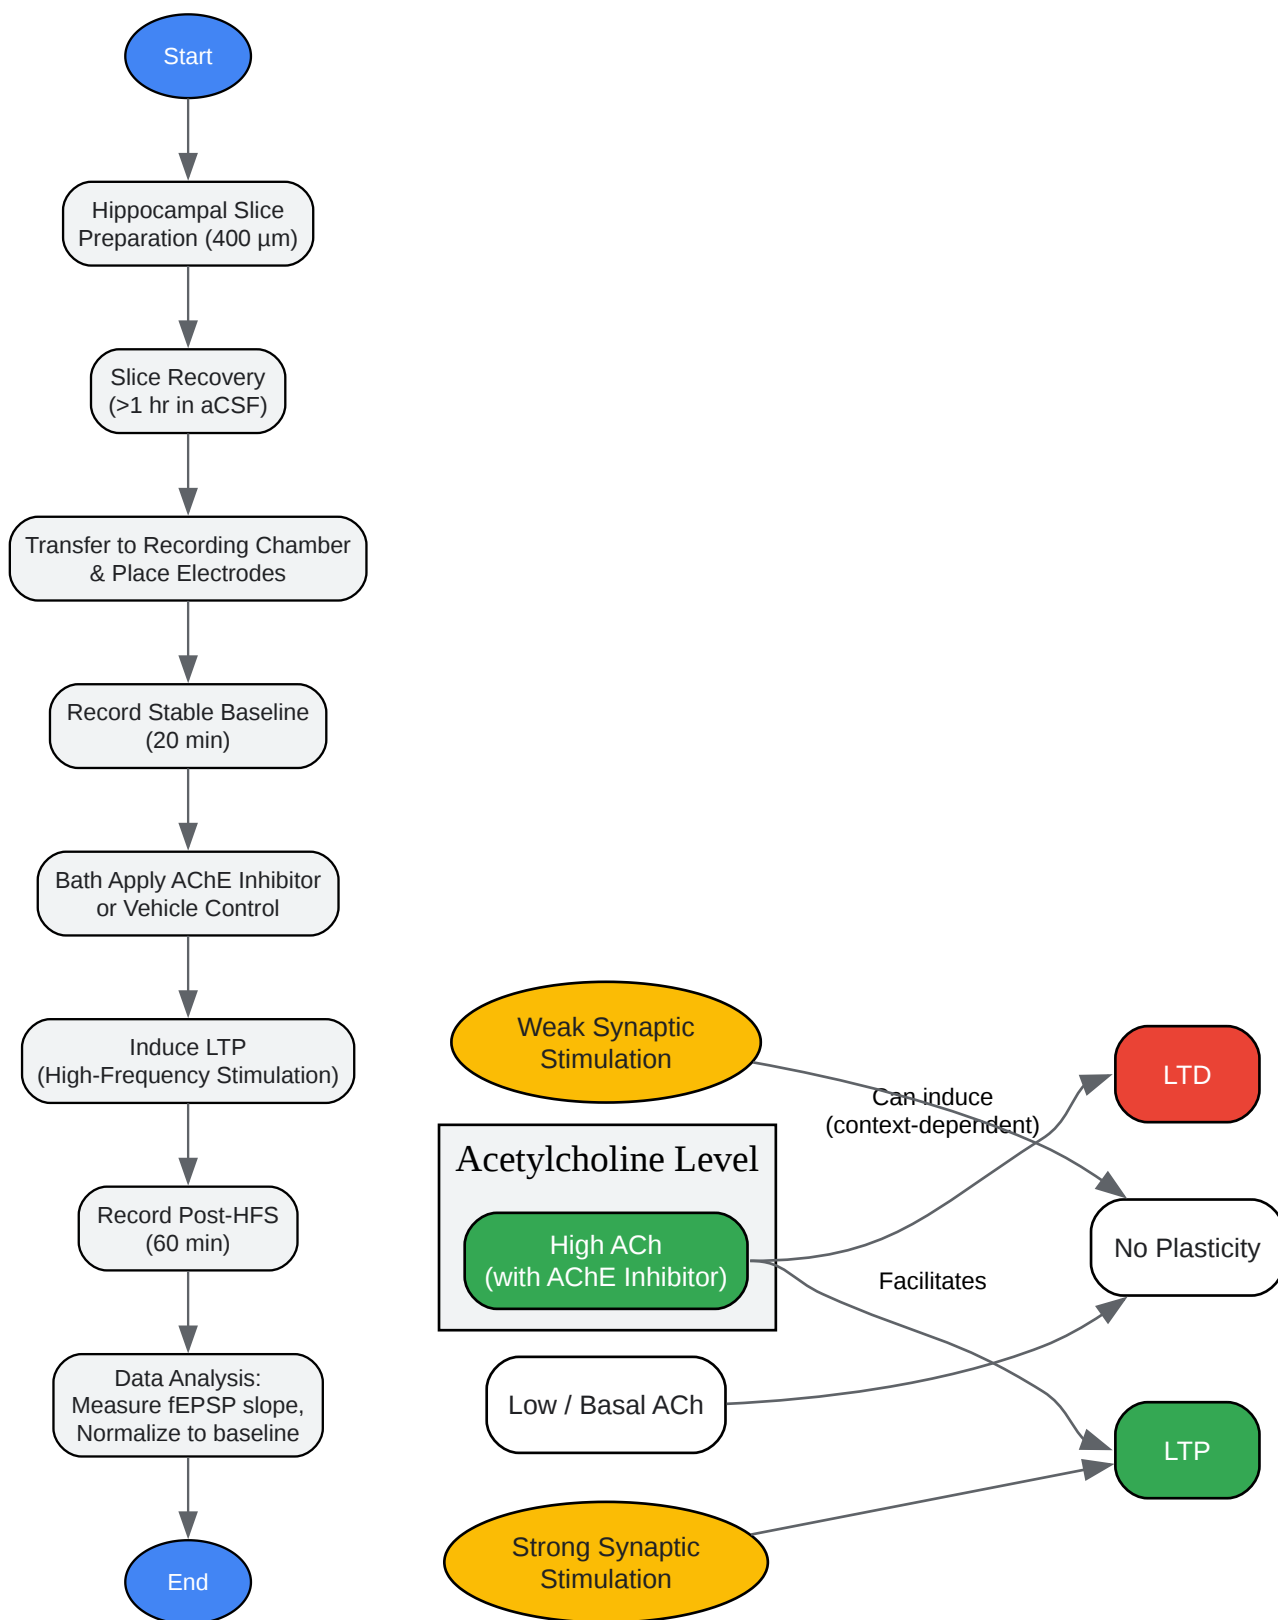 Start
Hippocampal Slice
Preparation (400 µm)
Slice Recovery
(>1 hr in aCSF)
Transfer to Recording Chamber
& Place Electrodes
Record Stable Baseline
(20 min)
Bath Apply AChE Inhibitor
or Vehicle Control
Induce LTP
(High-Frequency Stimulation)
Record Post-HFS
(60 min)
Data Analysis:
Measure fEPSP slope,
Normalize to baseline
End
Weak Synaptic
Stimulation
Acetylcholine Level
High ACh
(with AChE Inhibitor)
Low / Basal ACh
Strong Synaptic
Stimulation
Can induce
(context-dependent)
Facilitates
LTD
No Plasticity
LTP